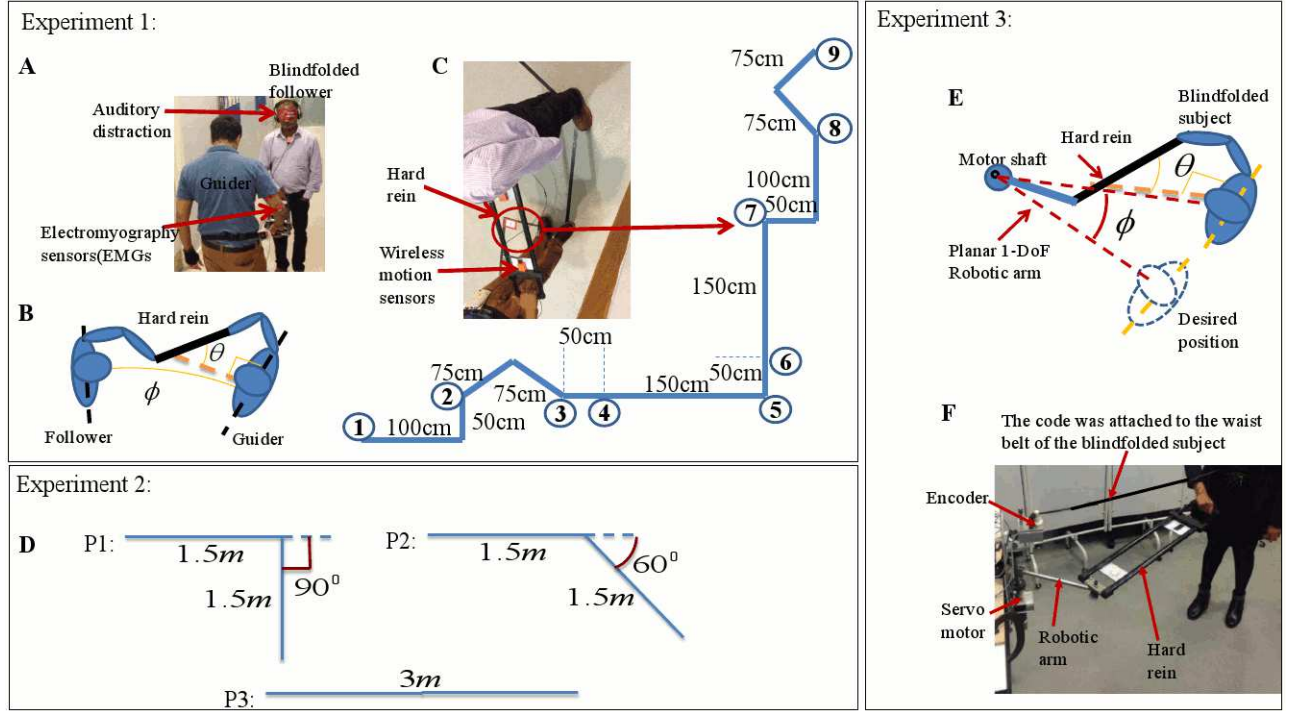 Experiment 1:
A
Blindfolded
follower
Auditory
distraction
Guider
Electromyography
sensors(EMGs
B
Hard rein
θ
ϕ
Follower
Guider
C
Hard
rein
Wireless
motion
sensors
1
100cm
2
50cm
75cm
75cm
3
50cm
4
150cm
5
50cm
6
150cm
7
50cm
100cm
8
75cm
75cm
9
Experiment 2:
D
P1:
1.5m
1.5m
90⁰
P2:
1.5m
1.5m
60⁰
P3:
3m
Experiment 3:
E
Blindfolded
subject
Hard rein
Motor shaft
θ
ϕ
Planar 1-DoF
Robotic arm
Desired
position
F
The code was attached to the waist
belt of the blindfolded subject
Encoder
Servo
motor
Robotic
arm
Hard
rein